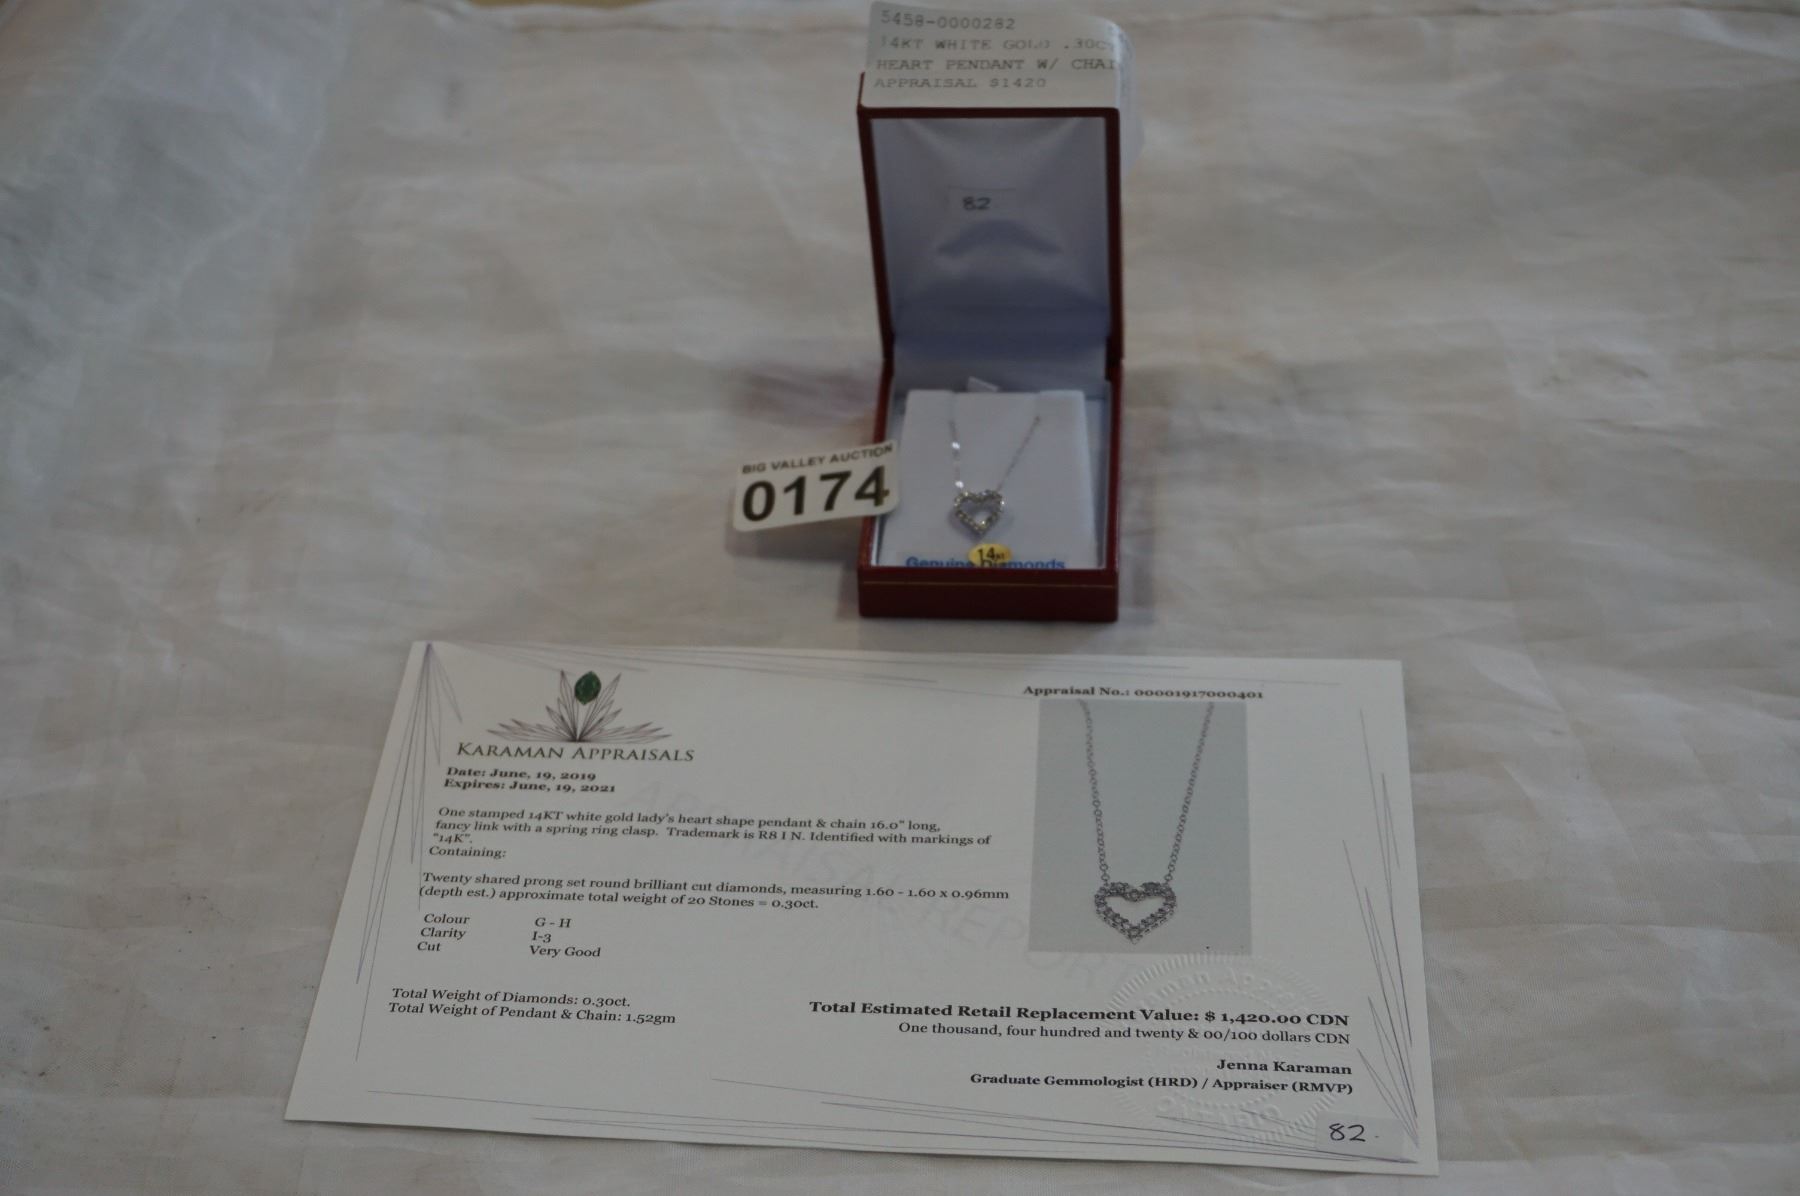 5458-0000282
14KT WHITE GOLD .30C
HEART PENDANT W/ CHAI
APPRAISAL $1420
82
BIG VALLEY AUCTION
0174
14KT
Genuine Diamonds
KARAMAN APPRAISALS
Date: June, 19, 2019
Expires: June, 19, 2021
Appraisal No.: 00001917000401
One stamped 14KT white gold lady's heart shape pendant & chain 16.0" long,
fancy link with a spring ring clasp. Trademark is R8 I N. Identified with markings of
"14K".
Containing:
Twenty shared prong set round brilliant cut diamonds, measuring 1.60 - 1.60 x 0.96mm
(depth est.) approximate total weight of 20 Stones = 0.30ct.
Colour G - H
Clarity I-3
Cut Very Good
Total Weight of Diamonds: 0.30ct.
Total Weight of Pendant & Chain: 1.52gm
Total Estimated Retail Replacement Value: $ 1,420.00 CDN
One thousand, four hundred and twenty & 00/100 dollars CDN
Jenna Karaman
Graduate Gemmologist (HRD) / Appraiser (RMVP)
82.